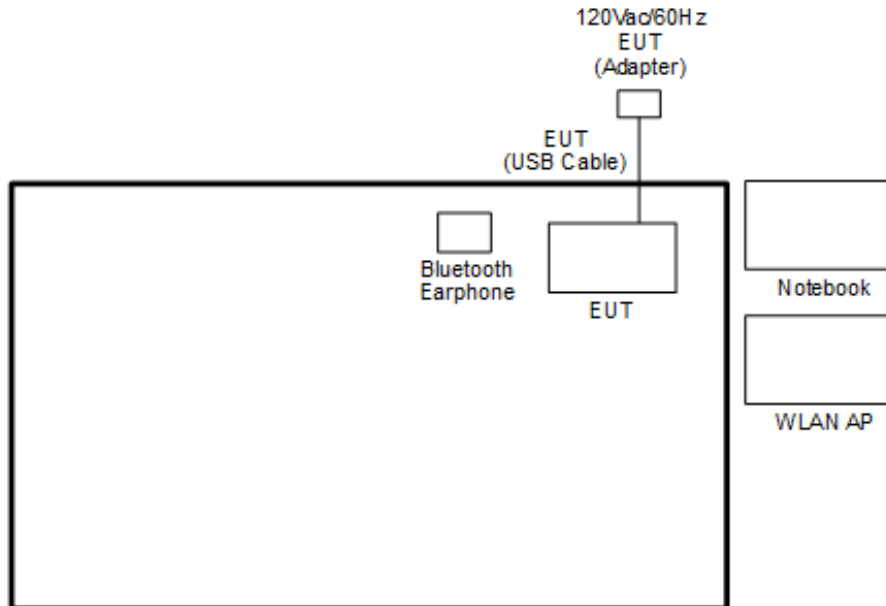 120Vac/60Hz
EUT
(Adapter)
EUT
(USB Cable)
Bluetooth
Earphone
EUT
Notebook
WLAN AP